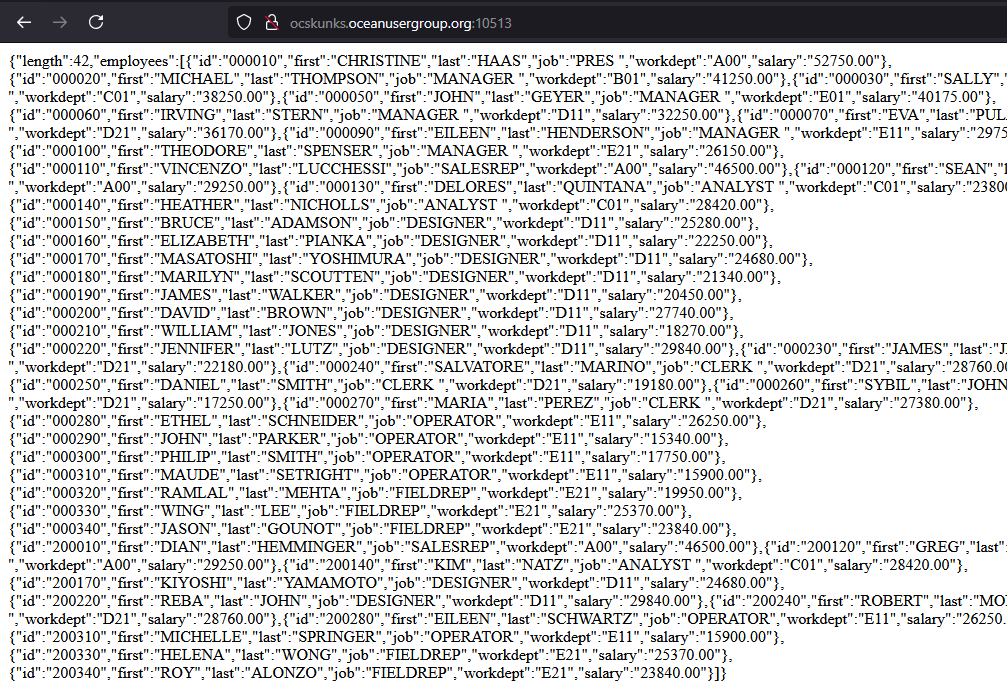 ocskunks.oceanusergroup.org:10513
{"length":42,"employees":[{"id":"000010","first":"CHRISTINE","last":"HAAS","job":"PRES ","workdept":"A00","salary":"52750.00"},
{"id":"000020","first":"MICHAEL","last":"THOMPSON","job":"MANAGER ","workdept":"B01","salary":"41250.00"},{"id":"000030","first":"SALLY","
","workdept":"C01","salary":"38250.00"},{"id":"000050","first":"JOHN","last":"GEYER","job":"MANAGER ","workdept":"E01","salary":"40175.00"},
{"id":"000060","first":"IRVING","last":"STERN","job":"MANAGER ","workdept":"D11","salary":"32250.00"},{"id":"000070","first":"EVA","last":"PUL
","workdept":"D21","salary":"36170.00"},{"id":"000090","first":"EILEEN","last":"HENDERSON","job":"MANAGER ","workdept":"E11","salary":"2975
{"id":"000100","first":"THEODORE","last":"SPENSER","job":"MANAGER ","workdept":"E21","salary":"26150.00"},
{"id":"000110","first":"VINCENZO","last":"LUCCHESSI","job":"SALESREP","workdept":"A00","salary":"46500.00"},{"id":"000120","first":"SEAN","l
","workdept":"A00","salary":"29250.00"},{"id":"000130","first":"DELORES","last":"QUINTANA","job":"ANALYST ","workdept":"C01","salary":"23800
{"id":"000140","first":"HEATHER","last":"NICHOLLS","job":"ANALYST ","workdept":"C01","salary":"28420.00"},
{"id":"000150","first":"BRUCE","last":"ADAMSON","job":"DESIGNER","workdept":"D11","salary":"25280.00"},
{"id":"000160","first":"ELIZABETH","last":"PIANKA","job":"DESIGNER","workdept":"D11","salary":"22250.00"},
{"id":"000170","first":"MASATOSHI","last":"YOSHIMURA","job":"DESIGNER","workdept":"D11","salary":"24680.00"},
{"id":"000180","first":"MARILYN","last":"SCOUTTEN","job":"DESIGNER","workdept":"D11","salary":"21340.00"},
{"id":"000190","first":"JAMES","last":"WALKER","job":"DESIGNER","workdept":"D11","salary":"20450.00"},
{"id":"000200","first":"DAVID","last":"BROWN","job":"DESIGNER","workdept":"D11","salary":"27740.00"},
{"id":"000210","first":"WILLIAM","last":"JONES","job":"DESIGNER","workdept":"D11","salary":"18270.00"},
{"id":"000220","first":"JENNIFER","last":"LUTZ","job":"DESIGNER","workdept":"D11","salary":"29840.00"},{"id":"000230","first":"JAMES","last":"J
","workdept":"D21","salary":"22180.00"},{"id":"000240","first":"SALVATORE","last":"MARINO","job":"CLERK ","workdept":"D21","salary":"28760.00
{"id":"000250","first":"DANIEL","last":"SMITH","job":"CLERK ","workdept":"D21","salary":"19180.00"},{"id":"000260","first":"SYBIL","last":"JOHN
","workdept":"D21","salary":"17250.00"},{"id":"000270","first":"MARIA","last":"PEREZ","job":"CLERK ","workdept":"D21","salary":"27380.00"},
{"id":"000280","first":"ETHEL","last":"SCHNEIDER","job":"OPERATOR","workdept":"E11","salary":"26250.00"},
{"id":"000290","first":"JOHN","last":"PARKER","job":"OPERATOR","workdept":"E11","salary":"15340.00"},
{"id":"000300","first":"PHILIP","last":"SMITH","job":"OPERATOR","workdept":"E11","salary":"17750.00"},
{"id":"000310","first":"MAUDE","last":"SETRIGHT","job":"OPERATOR","workdept":"E11","salary":"15900.00"},
{"id":"000320","first":"RAMLAL","last":"MEHTA","job":"FIELDREP","workdept":"E21","salary":"19950.00"},
{"id":"000330","first":"WING","last":"LEE","job":"FIELDREP","workdept":"E21","salary":"25370.00"},
{"id":"000340","first":"JASON","last":"GOUNOT","job":"FIELDREP","workdept":"E21","salary":"23840.00"},
{"id":"200010","first":"DIAN","last":"HEMMINGER","job":"SALESREP","workdept":"A00","salary":"46500.00"},{"id":"200120","first":"GREG","last":
","workdept":"A00","salary":"29250.00"},{"id":"200140","first":"KIM","last":"NATZ","job":"ANALYST ","workdept":"C01","salary":"28420.00"},
{"id":"200170","first":"KIYOSHI","last":"YAMAMOTO","job":"DESIGNER","workdept":"D11","salary":"24680.00"},
{"id":"200220","first":"REBA","last":"JOHN","job":"DESIGNER","workdept":"D11","salary":"29840.00"},{"id":"200240","first":"ROBERT","last":"MO
","workdept":"D21","salary":"28760.00"},{"id":"200280","first":"EILEEN","last":"SCHWARTZ","job":"OPERATOR","workdept":"E11","salary":"26250.
{"id":"200310","first":"MICHELLE","last":"SPRINGER","job":"OPERATOR","workdept":"E11","salary":"15900.00"},
{"id":"200330","first":"HELENA","last":"WONG","job":"FIELDREP","workdept":"E21","salary":"25370.00"},
{"id":"200340","first":"ROY","last":"ALONZO","job":"FIELDREP","workdept":"E21","salary":"23840.00"}]}